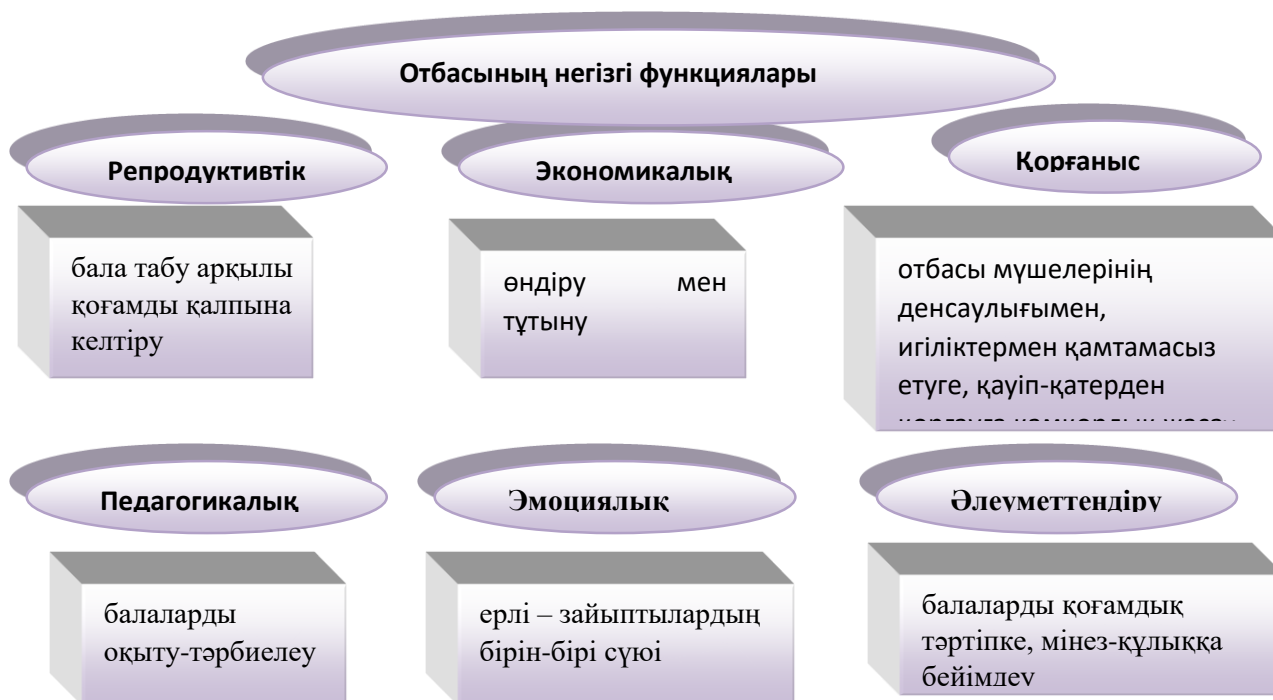 Отбасының негізгі функциялары
Репродуктивтік
Экономикалық
Қорғаныс
бала табу арқылы
қоғамды қалпына
келтіру
өндіру мен
тұтыну
отбасы мүшелерінің
денсаулығымен,
игіліктермен қамтамасыз
етуге, қауіп-қатерден
Педагогикалық
Эмоциялық
Әлеуметтендіру
балаларды
оқыту-тәрбиелеу
ерлі – зайыптылардың
бірін-бірі сүюі
балаларды қоғамдық
тәртіпке, мінез-құлыққа
бейімдеу